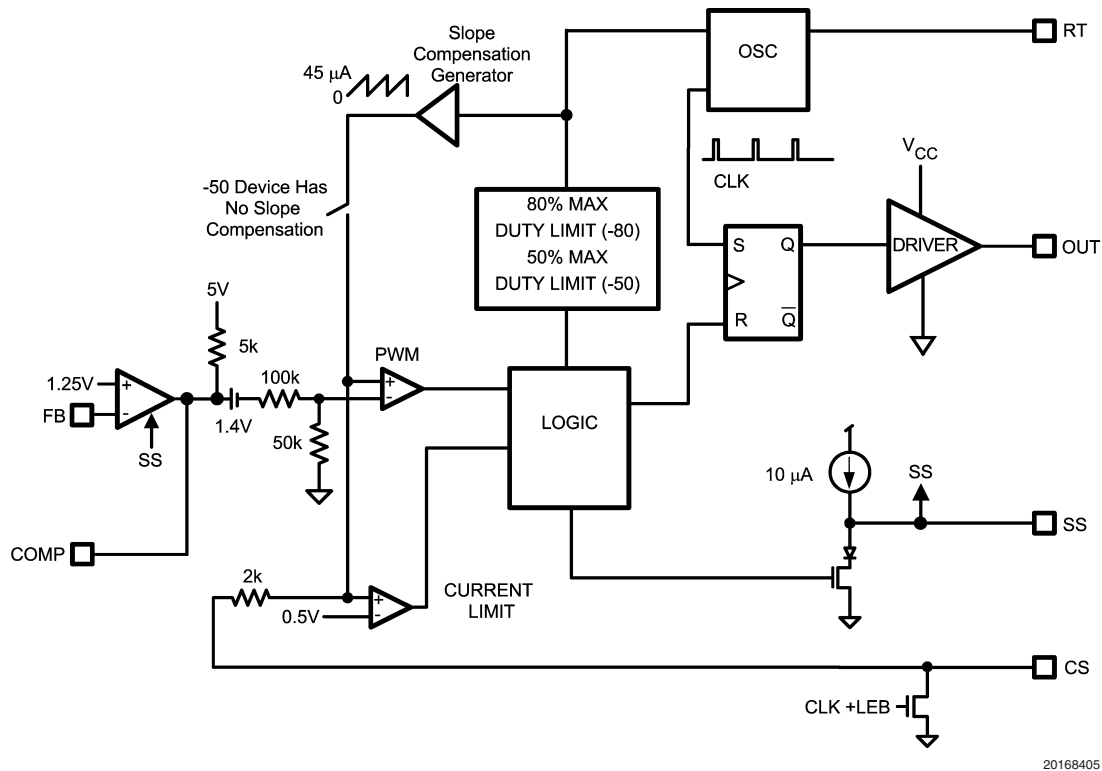 Slope
Compensation
Generator
45 μA
0
OSC
RT
CLK
VCC
-50 Device Has
No Slope
Compensation
80% MAX
DUTY LIMIT (-80)
50% MAX
DUTY LIMIT (-50)
S Q
R Q̅
DRIVER
OUT
5V
5k
PWM
+
-
1.25V
+
-
FB
SS
1.4V
100k
50k
LOGIC
10 μA
SS
SS
COMP
2k
0.5V
+
-
CURRENT
LIMIT
CS
CLK +LEB
20168405